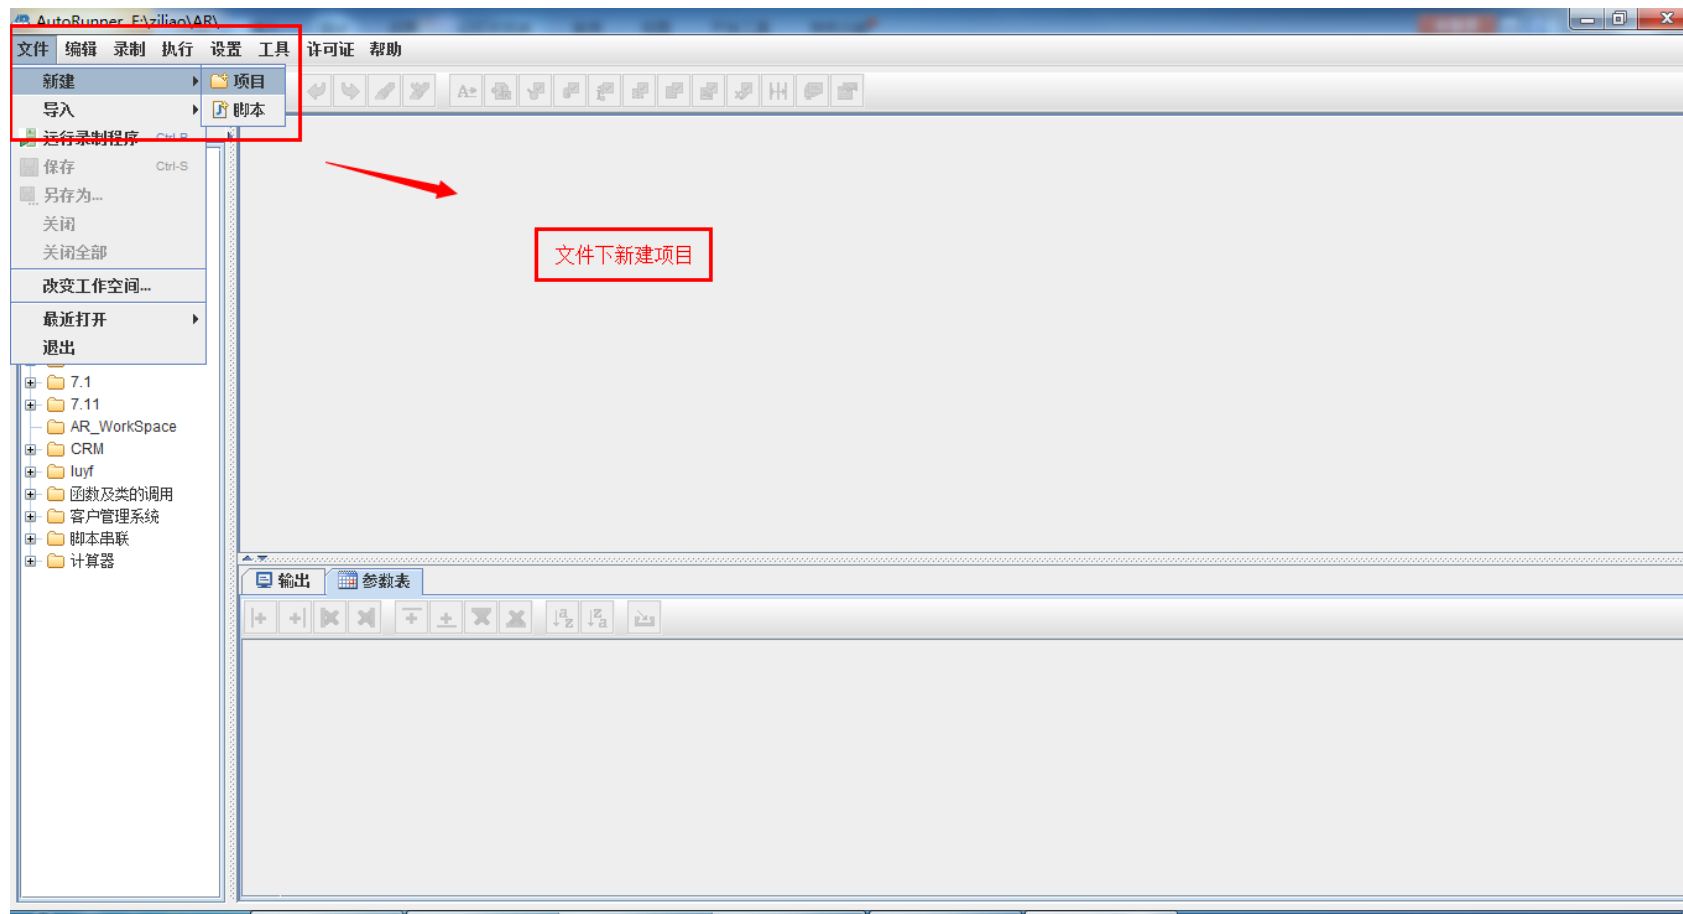 AutoRunner E:\ziliao\AR\
文件 编辑 录制 执行 设置 工具 许可证 帮助
新建
项目
导入
脚本
运行录制程序 Ctrl-R
保存 Ctrl-S
另存为...
关闭
关闭全部
改变工作空间...
最近打开
退出
文件下新建项目
7.1
7.11
AR_WorkSpace
CRM
luyf
函数及类的调用
客户管理系统
脚本串联
计算器
输出 参数表